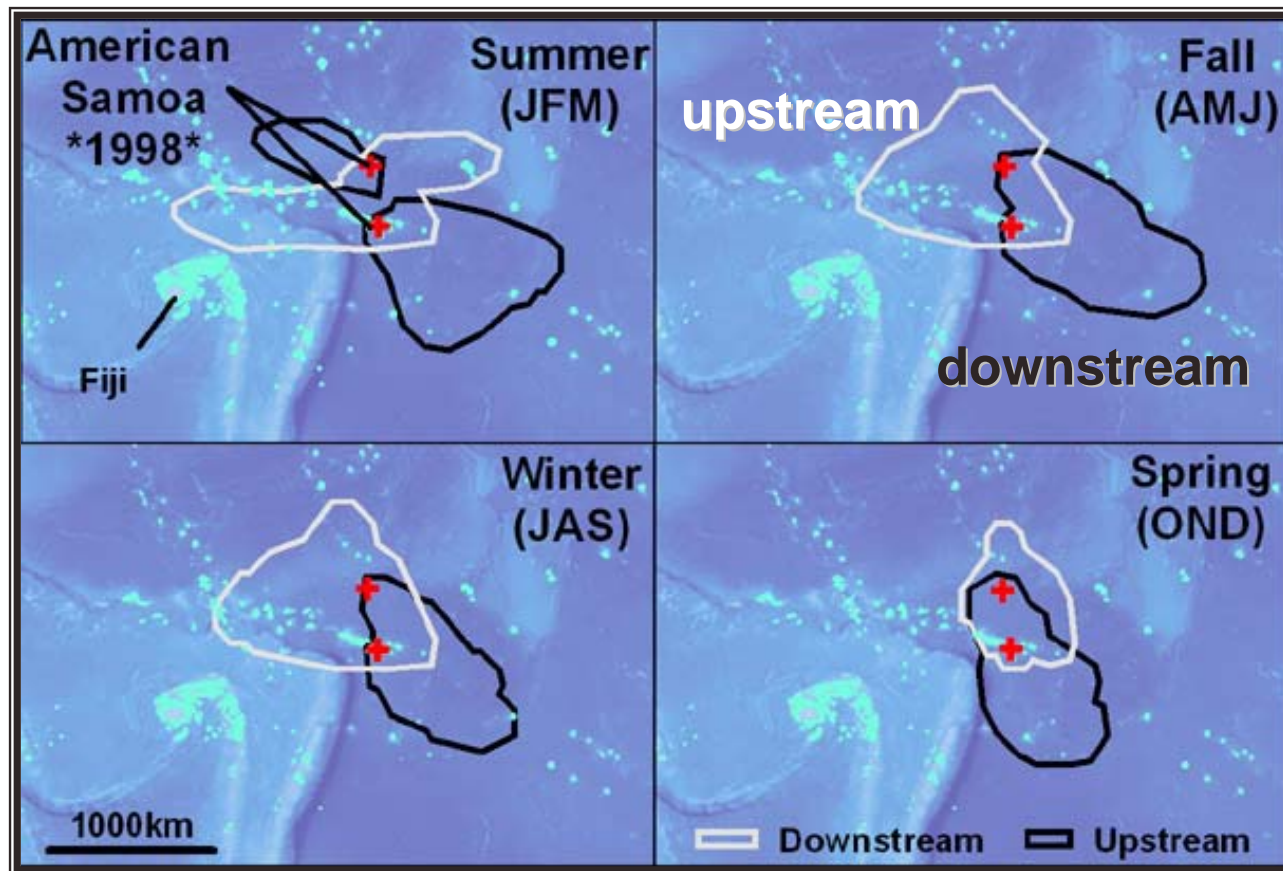 American
Samoa
*1998*
Summer
(JFM)
Fiji
upstream
Fall
(AMJ)
downstream
Winter
(JAS)
1000km
Spring
(OND)
Downstream
Upstream